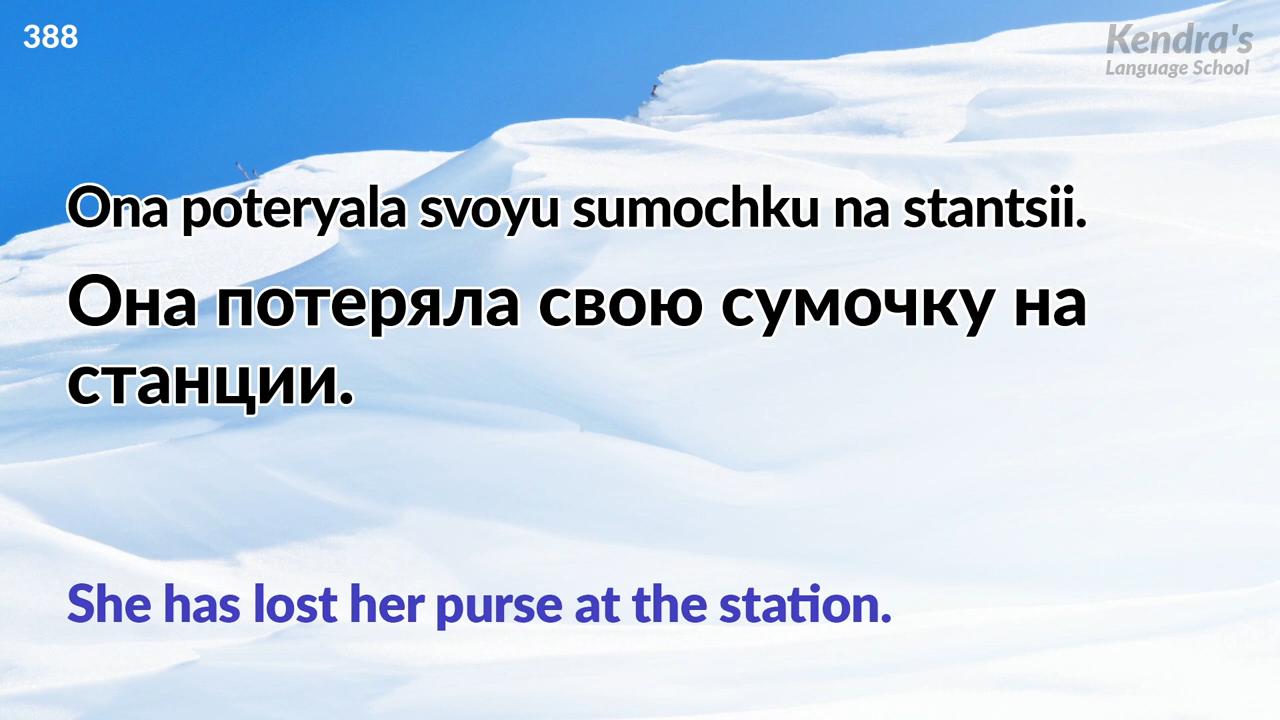 388
Kendra's
Language School
Ona poteryala svoyu sumochku na stantsii.
Она потеряла свою сумочку на
станции.
She has lost her purse at the station.